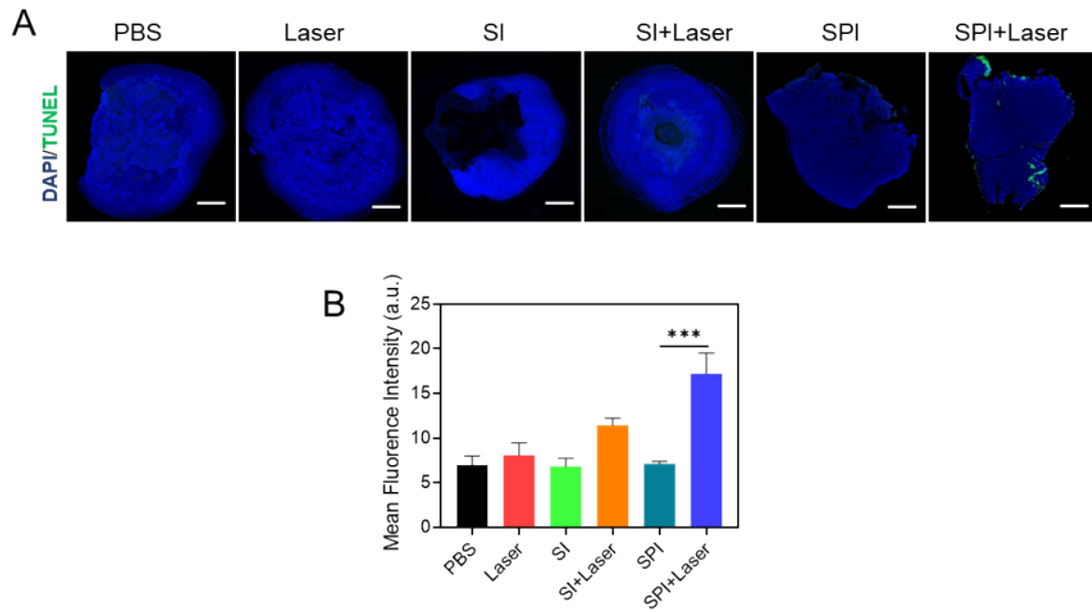 A
PBS
Laser
SI
SI+Laser
SPI
SPI+Laser
DAPI/TUNEL
B
Mean Fluorence Intensity (a.u.)
25
20
15
10
5
0
***
PBS
Laser
SI
SI+Laser
SPI
SPI+Laser